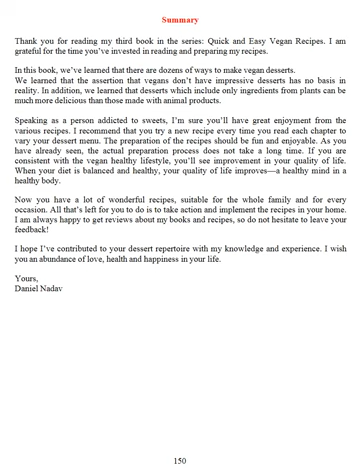 Summary
Thank you for reading my third book in the series: Quick and Easy Vegan Recipes. I am
grateful for the time you've invested in reading and preparing my recipes.
In this book, we've learned that there are dozens of ways to make vegan desserts.
We learned that the assertion that vegans don't have impressive desserts has no basis in
reality. In addition, we learned that desserts which include only ingredients from plants can be
much more delicious than those made with animal products.
Speaking as a person addicted to sweets, I'm sure you'll have great enjoyment from the
various recipes. I recommend that you try a new recipe every time you read each chapter to
vary your dessert menu. The preparation of the recipes should be fun and enjoyable. As you
have already seen, the actual preparation process does not take a long time. If you are
consistent with the vegan healthy lifestyle, you'll see improvement in your quality of life.
When your diet is balanced and healthy, your quality of life improves—a healthy mind in a
healthy body.
Now you have a lot of wonderful recipes, suitable for the whole family and for every
occasion. All that's left for you to do is to take action and implement the recipes in your home.
I am always happy to get reviews about my books and recipes, so do not hesitate to leave your
feedback!
I hope I've contributed to your dessert repertoire with my knowledge and experience. I wish
you an abundance of love, health and happiness in your life.
Yours,
Daniel Nadav
150